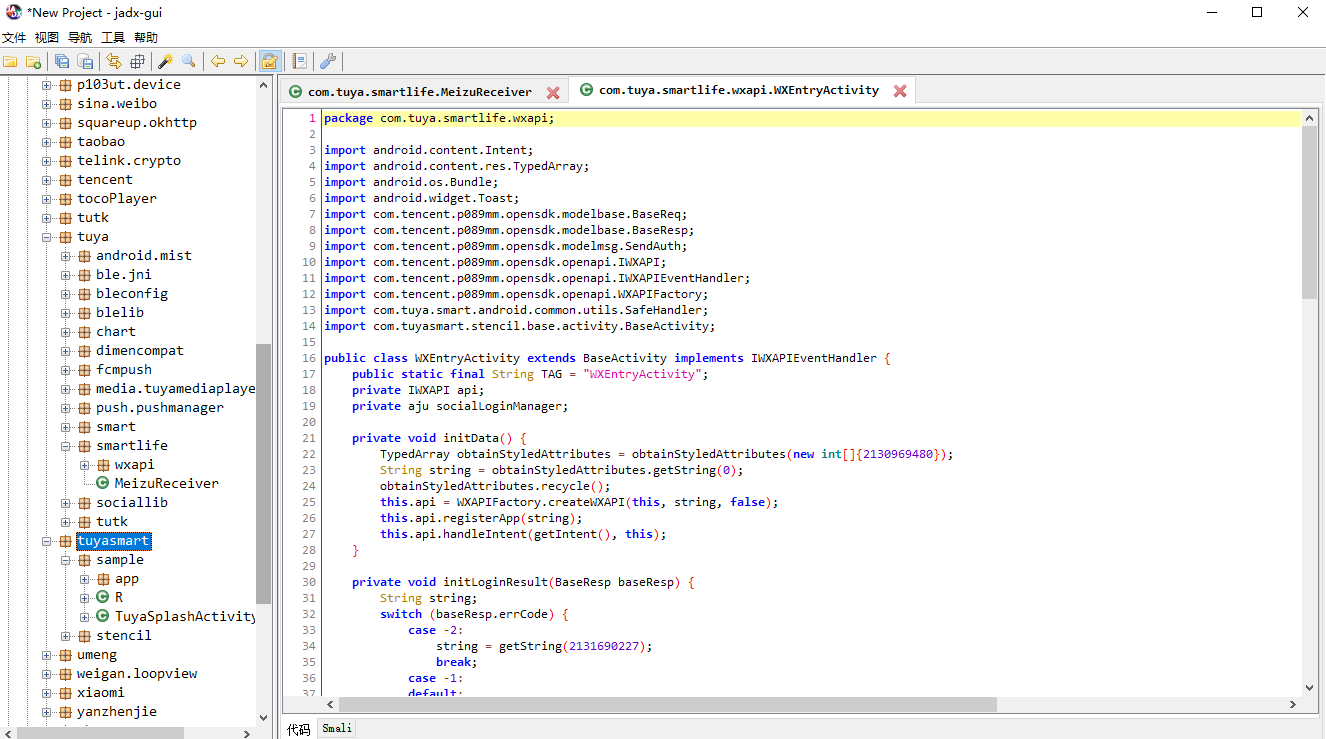 *New Project - jadx-gui
文件 视图 导航 工具 帮助
p103ut.device
sina.weibo
squareup.okhttp
taobao
telink.crypto
tencent
tocoPlayer
tutk
tuya
android.mist
ble.jni
bleconfig
blelib
chart
dimencompat
fcmpush
media.tuyamediaplaye
push.pushmanager
smart
smartlife
wxapi
MeizuReceiver
sociallib
tutk
tuyasmart
sample
app
R
TuyaSplashActivity
stencil
umeng
weigan.loopview
xiaomi
yanzhenjie
com.tuya.smartlife.MeizuReceiver com.tuya.smartlife.wxapi.WXEntryActivity
1 package com.tuya.smartlife.wxapi;
2
3 import android.content.Intent;
4 import android.content.res.TypedArray;
5 import android.os.Bundle;
6 import android.widget.Toast;
7 import com.tencent.p089mm.opensdk.modelbase.BaseReq;
8 import com.tencent.p089mm.opensdk.modelbase.BaseResp;
9 import com.tencent.p089mm.opensdk.modelmsg.SendAuth;
10 import com.tencent.p089mm.opensdk.openapi.IWXAPI;
11 import com.tencent.p089mm.opensdk.openapi.IWXAPIEventHandler;
12 import com.tencent.p089mm.opensdk.openapi.WXAPIFactory;
13 import com.tuya.smart.android.common.utils.SafeHandler;
14 import com.tuyasmart.stencil.base.activity.BaseActivity;
15
16 public class WXEntryActivity extends BaseActivity implements IWXAPIEventHandler {
17 public static final String TAG = "WXEntryActivity";
18 private IWXAPI api;
19 private aju socialLoginManager;
20
21 private void initData() {
22 TypedArray obtainStyledAttributes = obtainStyledAttributes(new int[]{2130969480});
23 String string = obtainStyledAttributes.getString(0);
24 obtainStyledAttributes.recycle();
25 this.api = WXAPIFactory.createWXAPI(this, string, false);
26 this.api.registerApp(string);
27 this.api.handleIntent(getIntent(), this);
28 }
29
30 private void initLoginResult(BaseResp baseResp) {
31 String string;
32 switch (baseResp.errCode) {
33 case -2:
34 string = getString(2131690227);
35 break;
36 case -1:
37 default:
代码 Smali